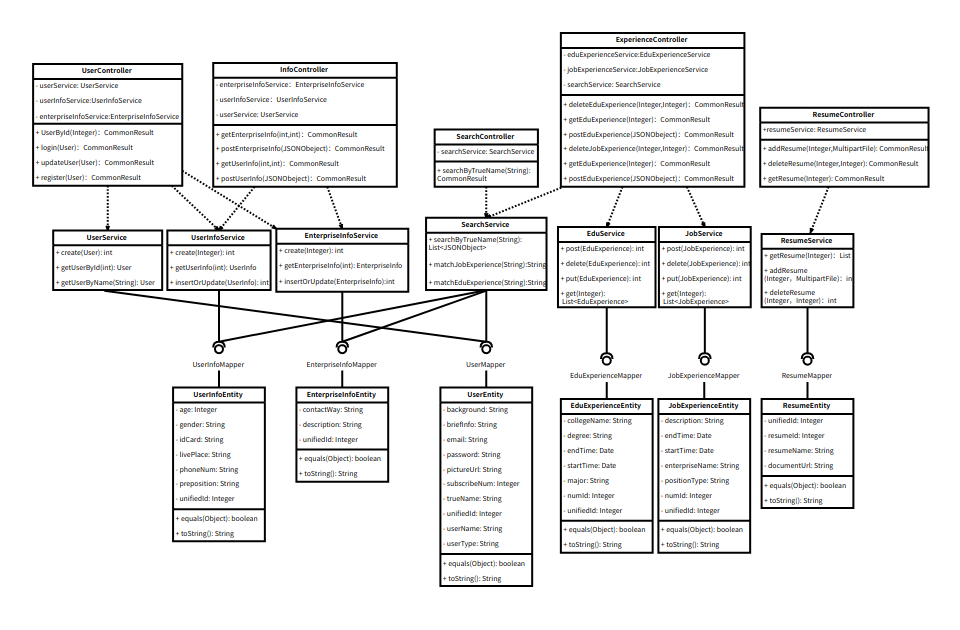 UserController
- userService: UserService
- userInfoService:UserInfoService
- enterpriseInfoService:EnterpriseInfoService
+ UserById(Integer): CommonResult
+ login(User): CommonResult
+ updateUser(User): CommonResult
+ register(User): CommonResult
InfoController
- enterpriseInfoService: EnterpriseInfoService
- userInfoService: UserInfoService
- userService: UserService
+ getEnterpriseInfo(int,int): CommonResult
+ postEnterpriseInfo(JSONObeject): CommonResult
+ getUserInfo(int,int): CommonResult
+ postUserInfo(JSONObeject): CommonResult
SearchController
- searchService: SearchService
+ searchByTrueName(String):
CommonResult
ExperienceController
- eduExperienceService:EduExperienceService
- jobExperienceService:JobExperienceService
- searchService: SearchService
+ deleteEduExperience(Integer,Integer): CommonResult
+ getEduExperience(Integer): CommonResult
+ postEduExperience(JSONObeject): CommonResult
+ deleteJobExperience(Integer,Integer): CommonResult
+ getEduExperience(Integer): CommonResult
+ postEduExperience(JSONObeject): CommonResult
ResumeController
+resumeService: ResumeService
+ addResume(Integer,MultipartFile): CommonResult
+ deleteResume(Integer,Integer): CommonResult
+ getResume(Integer): CommonResult
UserService
+ create(User): int
+ getUserById(int): User
+ getUserByName(String): User
UserInfoService
+ create(Integer): int
+ getUserInfo(int): UserInfo
+ insertOrUpdate(UserInfo): int
EnterpriseInfoService
+ create(Integer): int
+ getEnterpriseInfo(int): EnterpriseInfo
+ insertOrUpdate(EnterpriseInfo):int
SearchService
+ searchByTrueName(String):
List<JSONObject>
+ matchJobExperience(String):String
+ matchEduExperience(String):String
EduService
+ post(EduExperience): int
+ delete(EduExperience): int
+ put(EduExperience): int
+ get(Integer):
List<EduExperience>
JobService
+ post(JobExperience): int
+ delete(JobExperience): int
+ put(JobExperience): int
+ get(Integer):
List<JobExperience>
ResumeService
+ getResume(Integer): List
+ addResume
(Integer, MultipartFile): int
+ deleteResume
(Integer, Integer): int
UserInfoMapper
EnterpriseInfoMapper
UserMapper
EduExperienceMapper
JobExperienceMapper
ResumeMapper
UserInfoEntity
- age: Integer
- gender: String
- idCard: String
- livePlace: String
- phoneNum: String
- preposition: String
- unifiedId: Integer
+ equals(Object): boolean
+ toString(): String
EnterpriseInfoEntity
- contactWay: String
- description: String
- unifiedId: Integer
+ equals(Object): boolean
+ toString(): String
UserEntity
- background: String
- briefInfo: String
- email: String
- password: String
- pictureUrl: String
- subscribeNum: Integer
- trueName: String
- unifiedId: Integer
- userName: String
- userType: String
+ equals(Object): boolean
+ toString(): String
EduExperienceEntity
- collegeName: String
- degree: String
- endTime: Date
- startTime: Date
- major: String
- numId: Integer
- unifiedId: Integer
+ equals(Object): boolean
+ toString(): String
JobExperienceEntity
- description: String
- endTime: Date
- startTime: Date
- enterpriseName: String
- positionType: String
- numId: Integer
- unifiedId: Integer
+ equals(Object): boolean
+ toString(): String
ResumeEntity
- unifiedId: Integer
- resumeId: Integer
- resumeName: String
- documentUrl: String
+ equals(Object): boolean
+ toString(): String